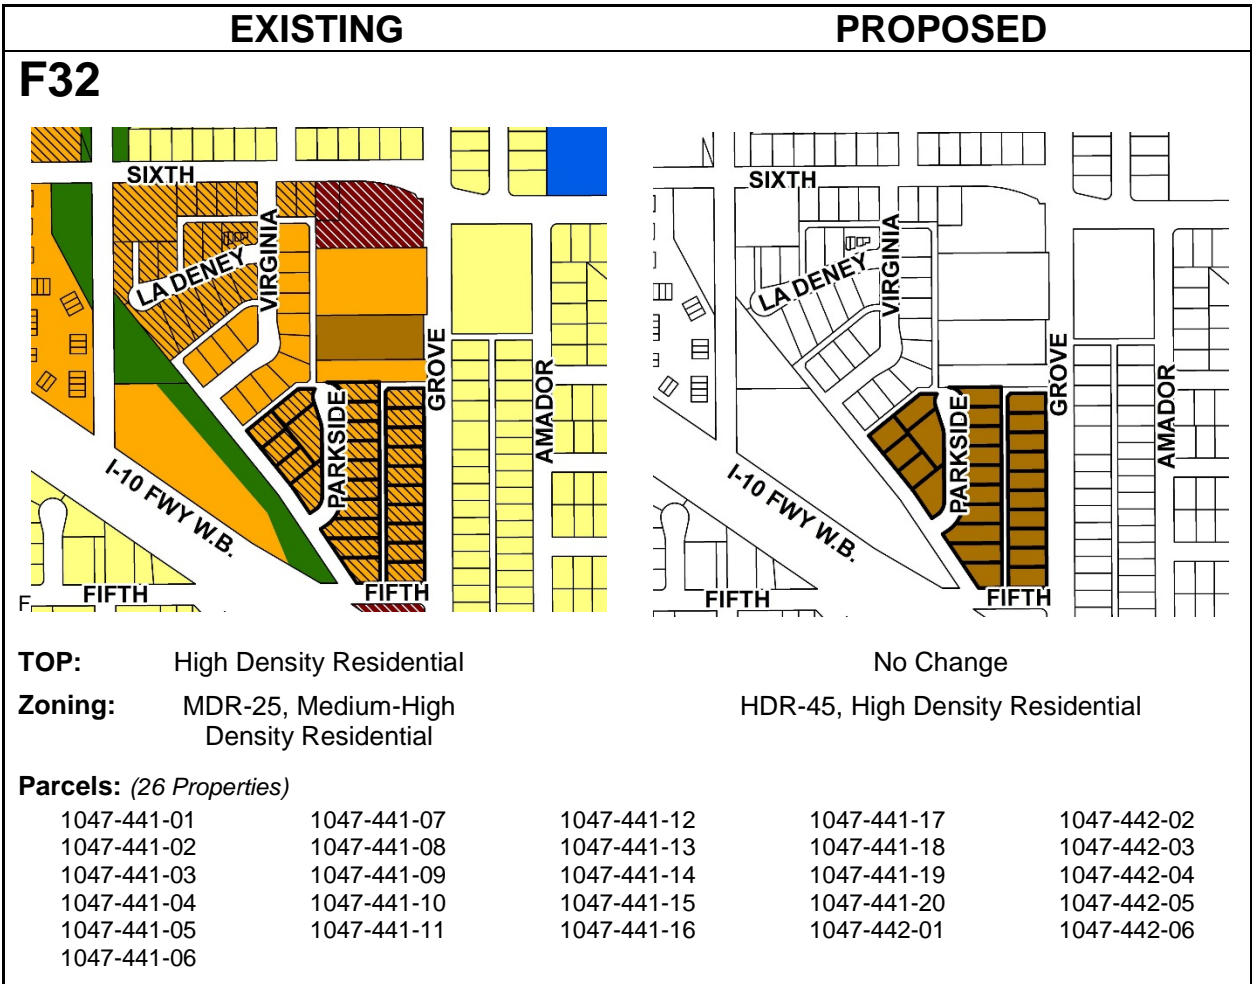 EXISTING
PROPOSED
F32
SIXTH
LA DENEY
VIRGINIA
GROVE
PARKSIDE
AMADOR
I-10 FWY W.B.
FIFTH
FIFTH
F
SIXTH
LA DENEY
VIRGINIA
GROVE
PARKSIDE
AMADOR
I-10 FWY W.B.
FIFTH
FIFTH
TOP: High Density Residential No Change
Zoning: MDR-25, Medium-High HDR-45, High Density Residential
Density Residential
Parcels: (26 Properties)
1047-441-01 1047-441-07 1047-441-12 1047-441-17 1047-442-02
1047-441-02 1047-441-08 1047-441-13 1047-441-18 1047-442-03
1047-441-03 1047-441-09 1047-441-14 1047-441-19 1047-442-04
1047-441-04 1047-441-10 1047-441-15 1047-441-20 1047-442-05
1047-441-05 1047-441-11 1047-441-16 1047-442-01 1047-442-06
1047-441-06